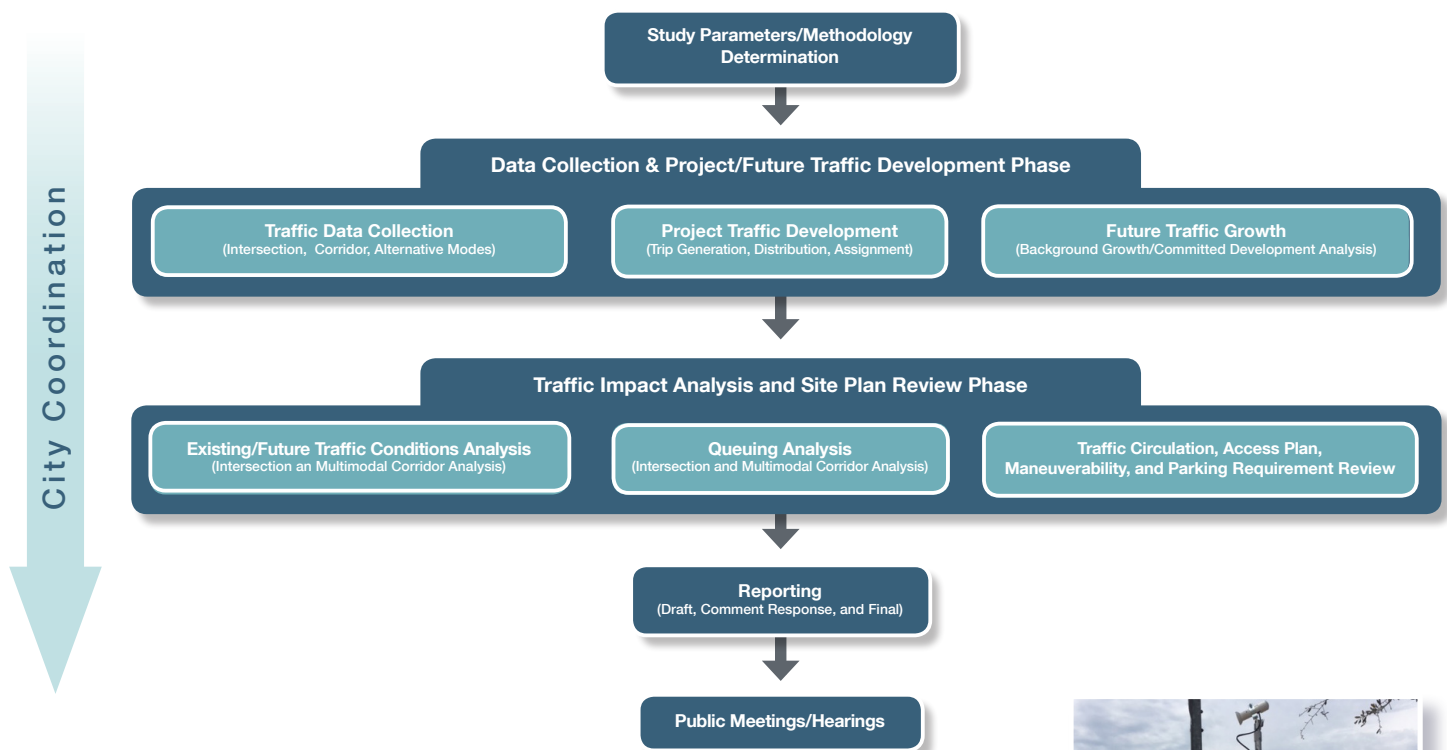 City Coordination
Study Parameters/Methodology
Determination
Data Collection & Project/Future Traffic Development Phase
Traffic Data Collection
(Intersection, Corridor, Alternative Modes)
Project Traffic Development
(Trip Generation, Distribution, Assignment)
Future Traffic Growth
(Background Growth/Committed Development Analysis)
Traffic Impact Analysis and Site Plan Review Phase
Existing/Future Traffic Conditions Analysis
(Intersection an Multimodal Corridor Analysis)
Queuing Analysis
(Intersection and Multimodal Corridor Analysis)
Traffic Circulation, Access Plan,
Maneuverability, and Parking Requirement Review
Reporting
(Draft, Comment Response, and Final)
Public Meetings/Hearings